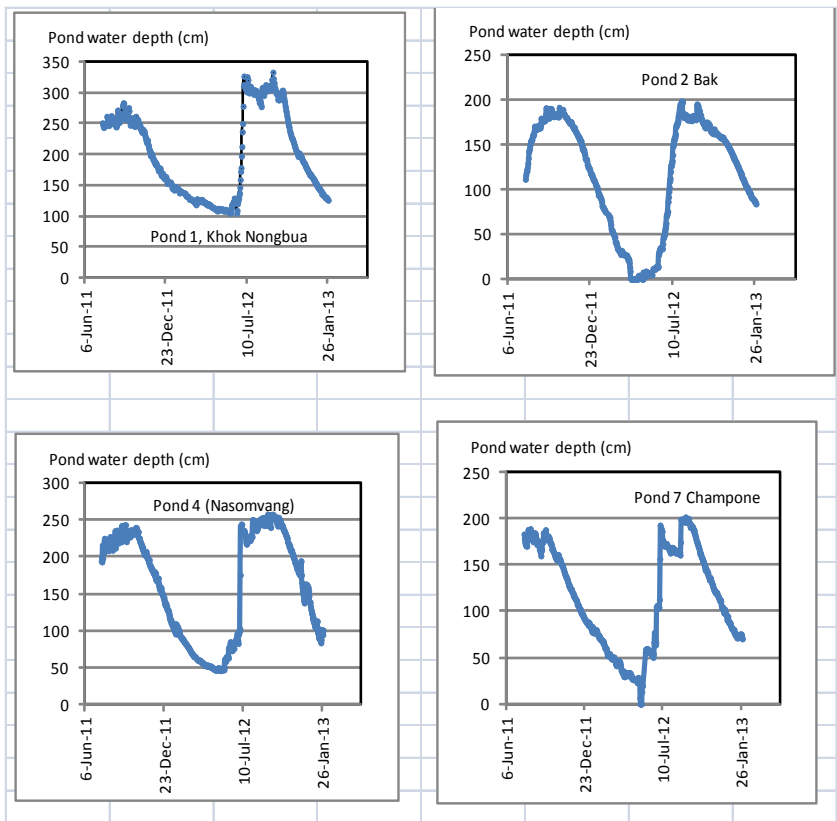 Pond water depth (cm)
350
300
250
200
150
100
50
0
Pond 1, Khok Nongbua
6-Jun-11
23-Dec-11
10-Jul-12
26-Jan-13
Pond water depth (cm)
250
200
150
100
50
0
Pond 2 Bak
6-Jun-11
23-Dec-11
10-Jul-12
26-Jan-13
Pond water depth (cm)
300
250
200
150
100
50
0
Pond 4 (Nasomvang)
6-Jun-11
23-Dec-11
10-Jul-12
26-Jan-13
Pond water depth (cm)
250
200
150
100
50
0
Pond 7 Champone
6-Jun-11
23-Dec-11
10-Jul-12
26-Jan-13